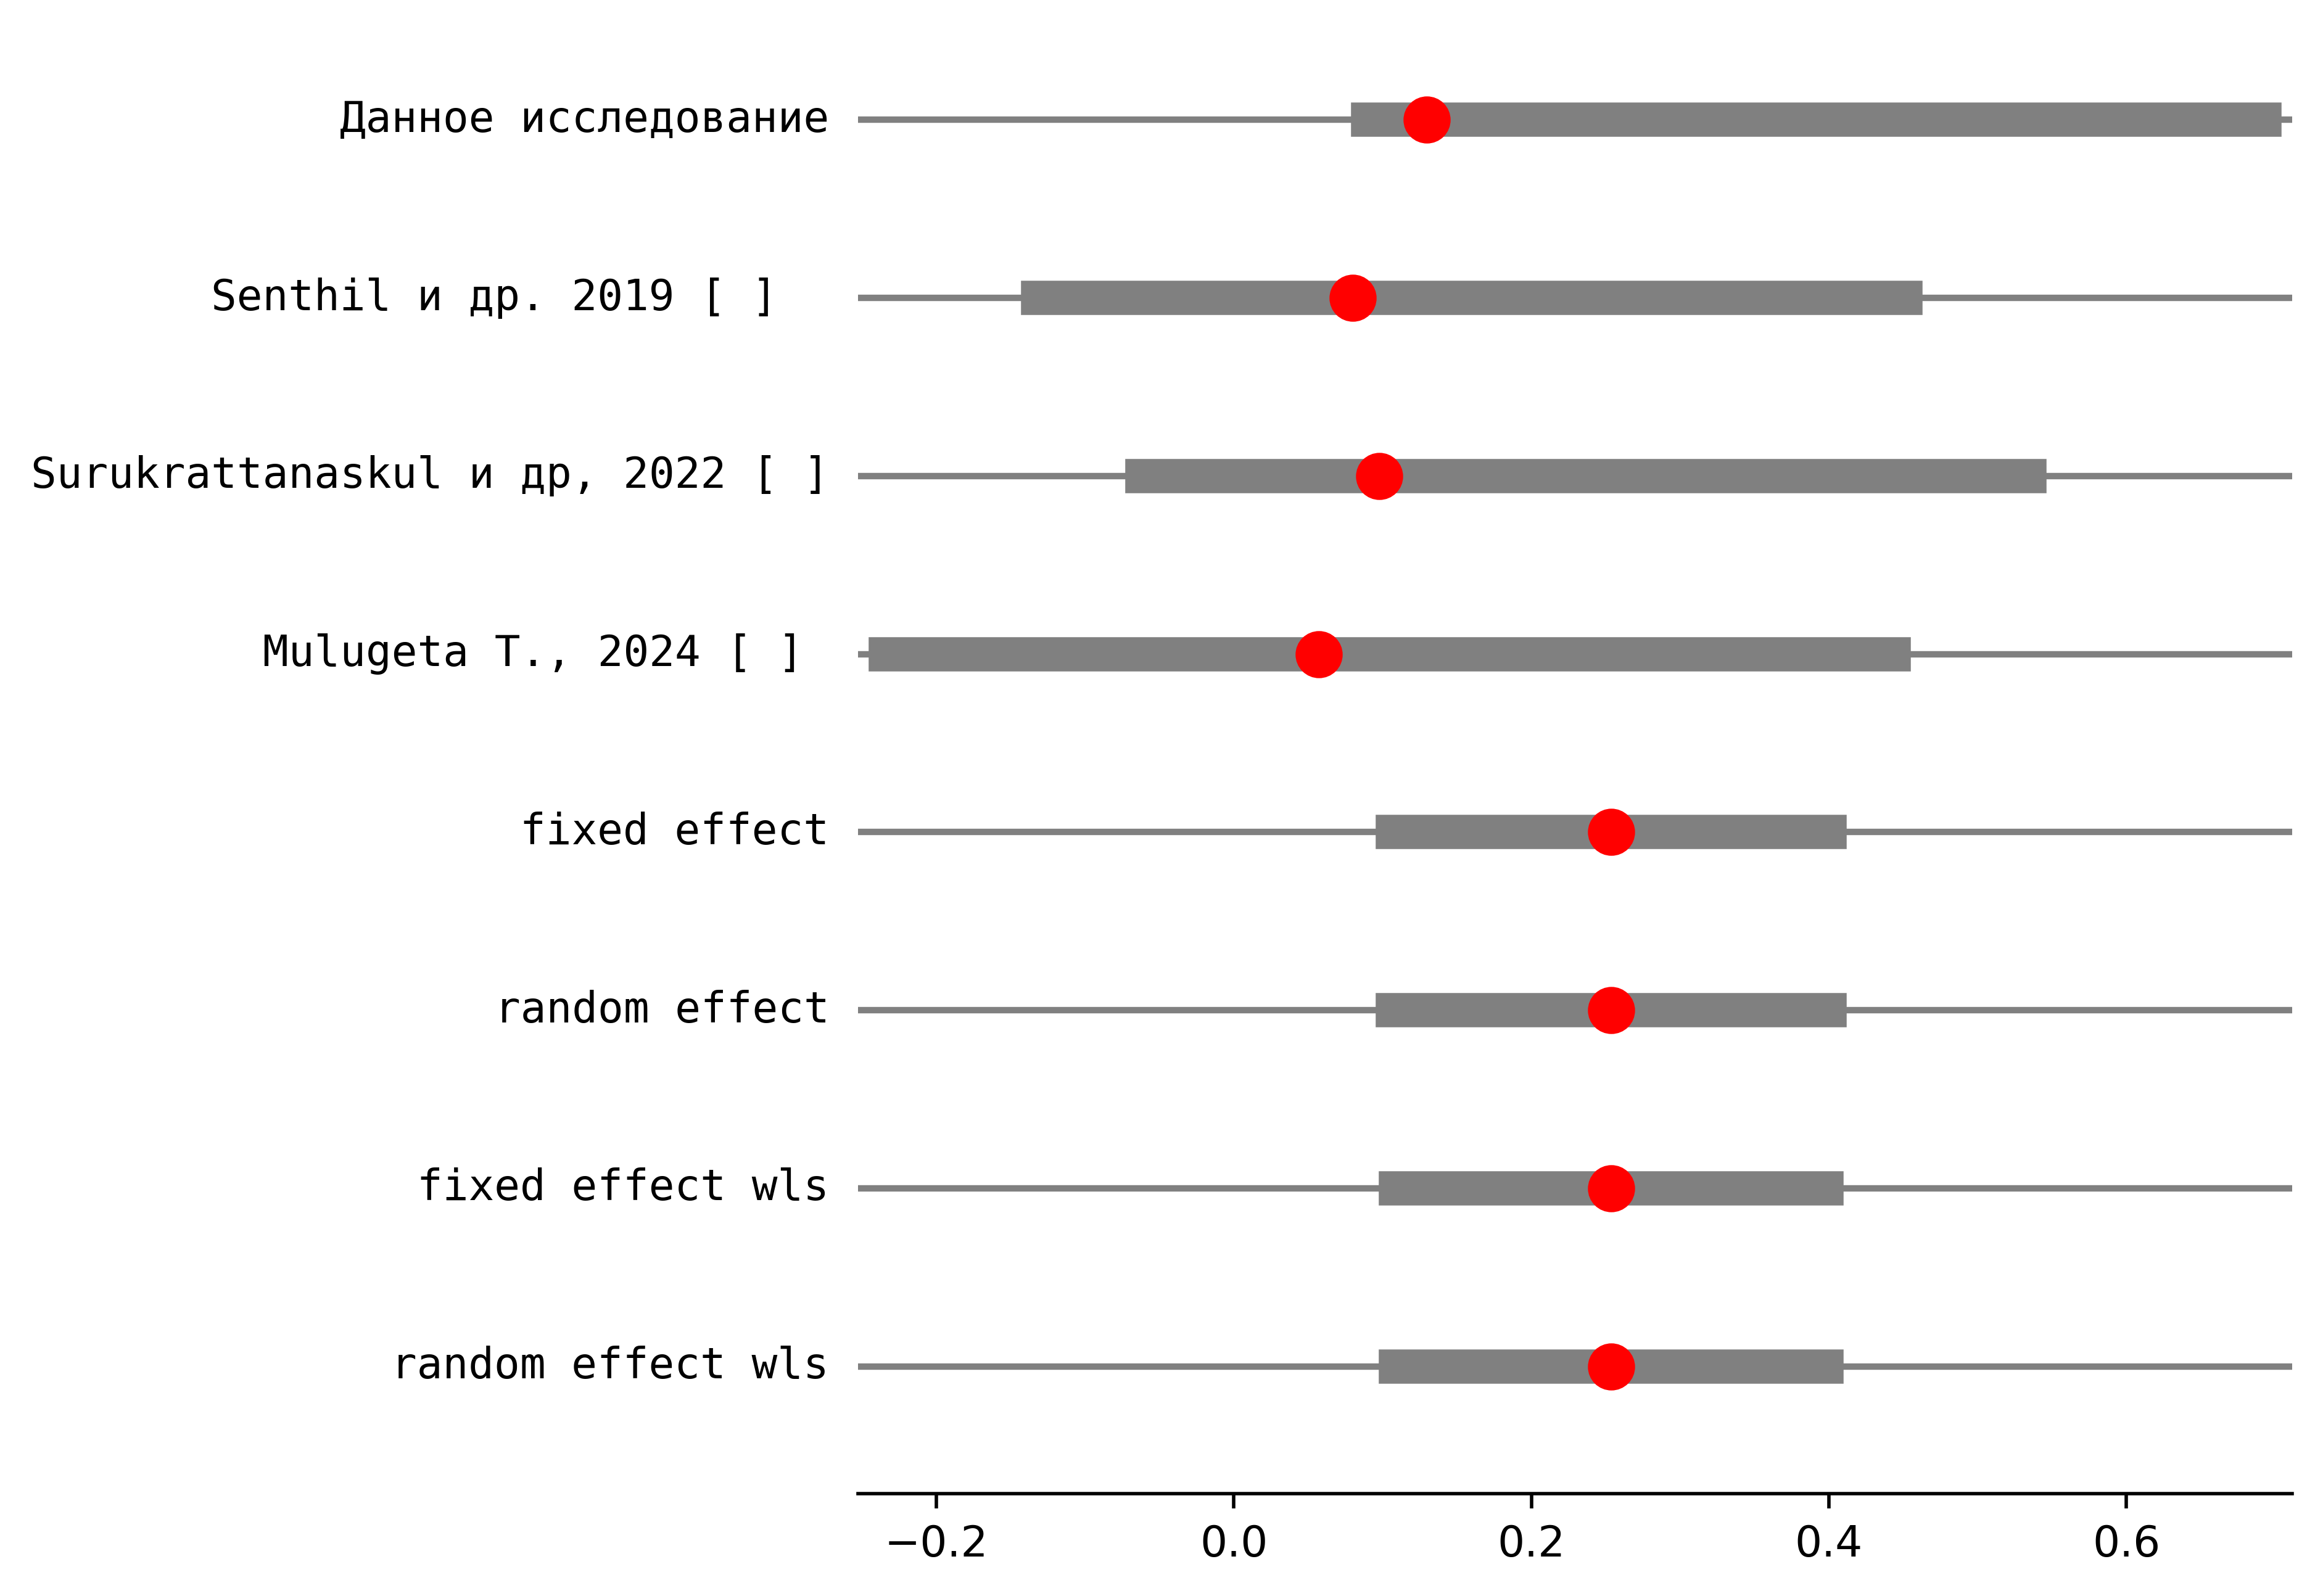 Данное исследование
Senthil и др. 2019 [ ]
Surukrattanaskul и др, 2022 [ ]
Mulugeta T., 2024 [ ]
fixed effect
random effect
fixed effect wls
random effect wls
−0.2 0.0 0.2 0.4 0.6